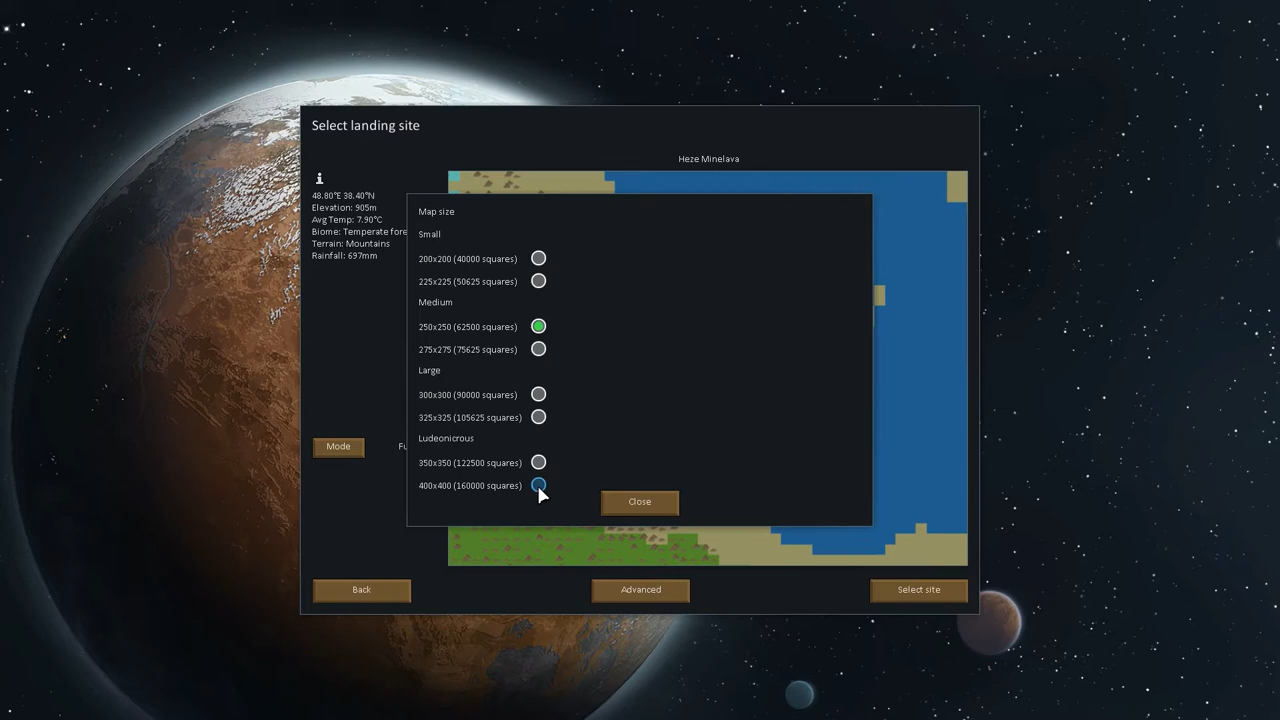 Select landing site
Heze Minelava
48.80°E 38.40°N
Elevation: 905m
Avg Temp: 7.90°C
Biome: Temperate fore
Terrain: Mountains
Rainfall: 697mm
Map size
Small
200x200 (40000 squares)
225x225 (50625 squares)
Medium
250x250 (62500 squares)
275x275 (75625 squares)
Large
300x300 (90000 squares)
325x325 (105625 squares)
Ludeonicrous
350x350 (122500 squares)
400x400 (160000 squares)
Close
Mode
Fu
Back
Advanced
Select site